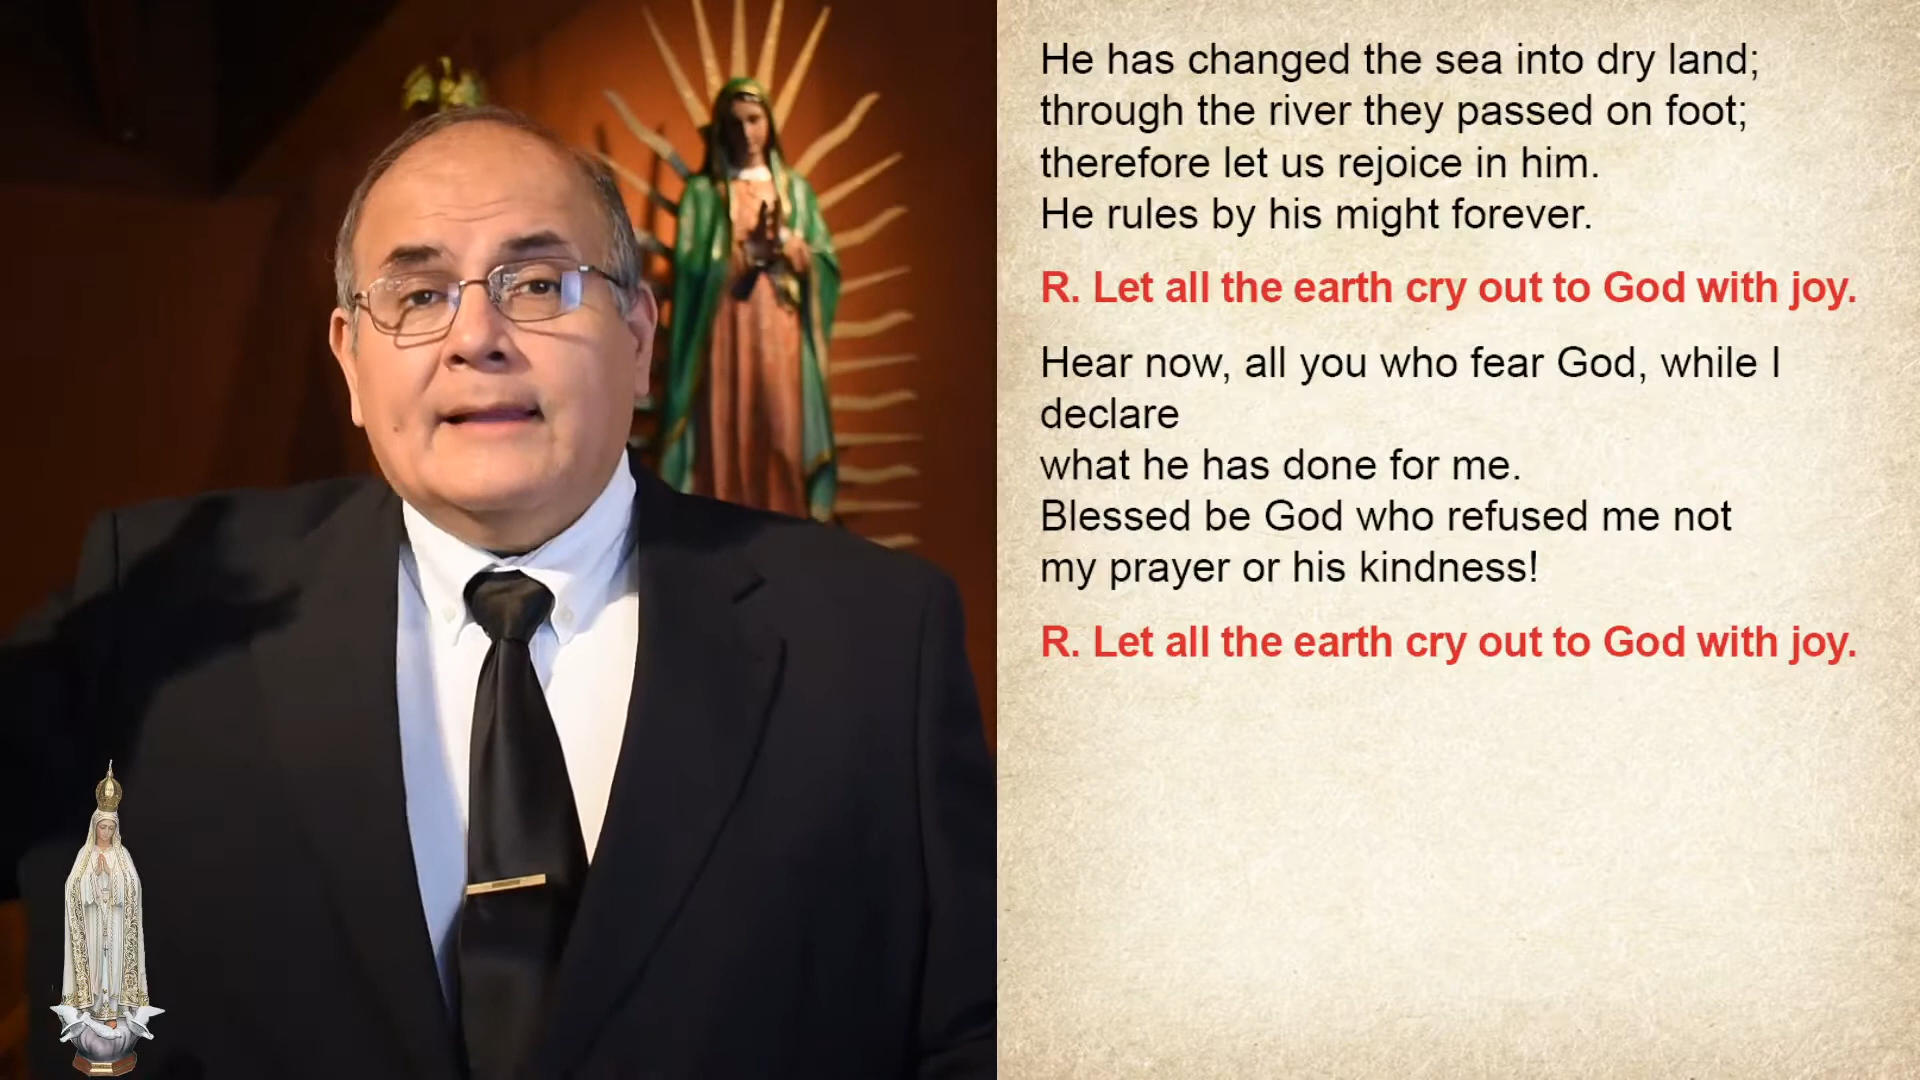 He has changed the sea into dry land;
through the river they passed on foot;
therefore let us rejoice in him.
He rules by his might forever.
R. Let all the earth cry out to God with joy.
Hear now, all you who fear God, while I
declare
what he has done for me.
Blessed be God who refused me not
my prayer or his kindness!
R. Let all the earth cry out to God with joy.